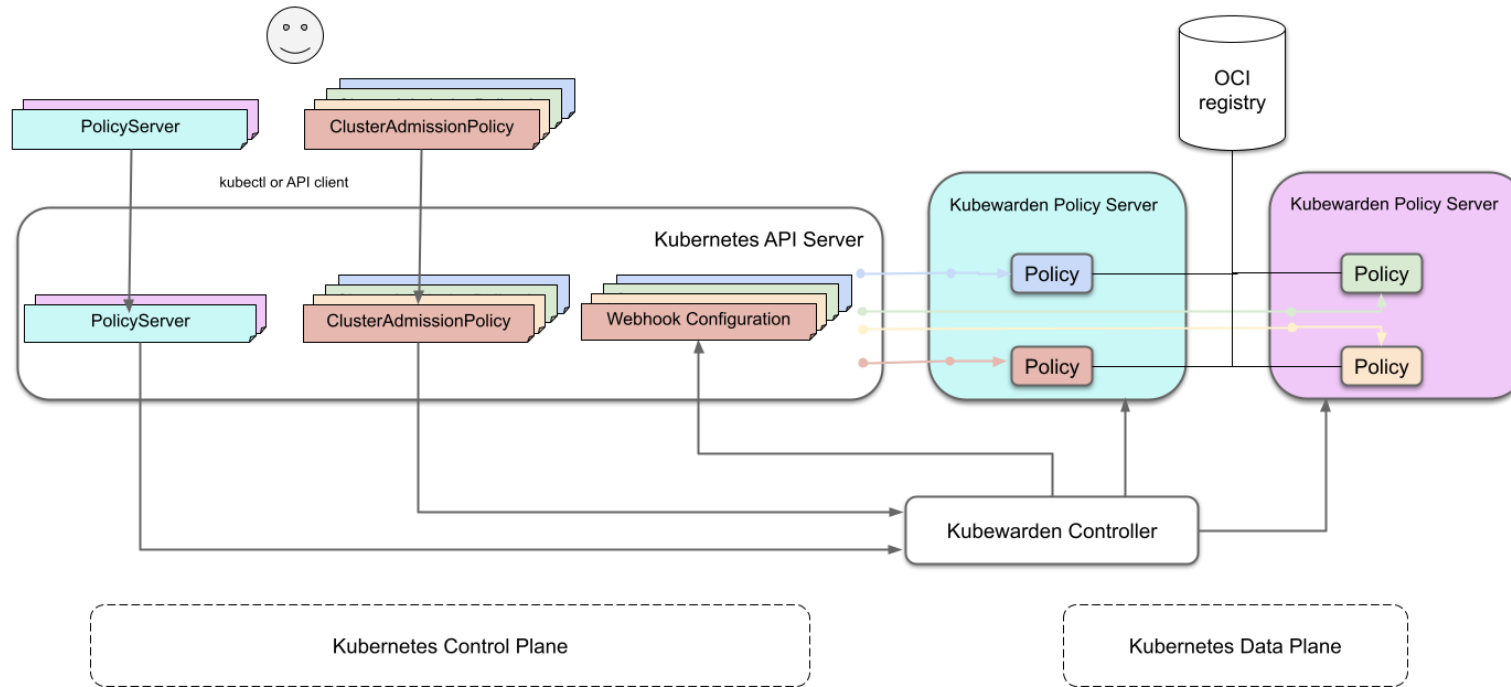 OCI
registry
PolicyServer
ClusterAdmissionPolicy
kubectl or API client
Kubewarden Policy Server
Kubewarden Policy Server
Kubernetes API Server
Policy
Policy
PolicyServer
ClusterAdmissionPolicy
Webhook Configuration
Policy
Policy
Kubewarden Controller
Kubernetes Control Plane
Kubernetes Data Plane